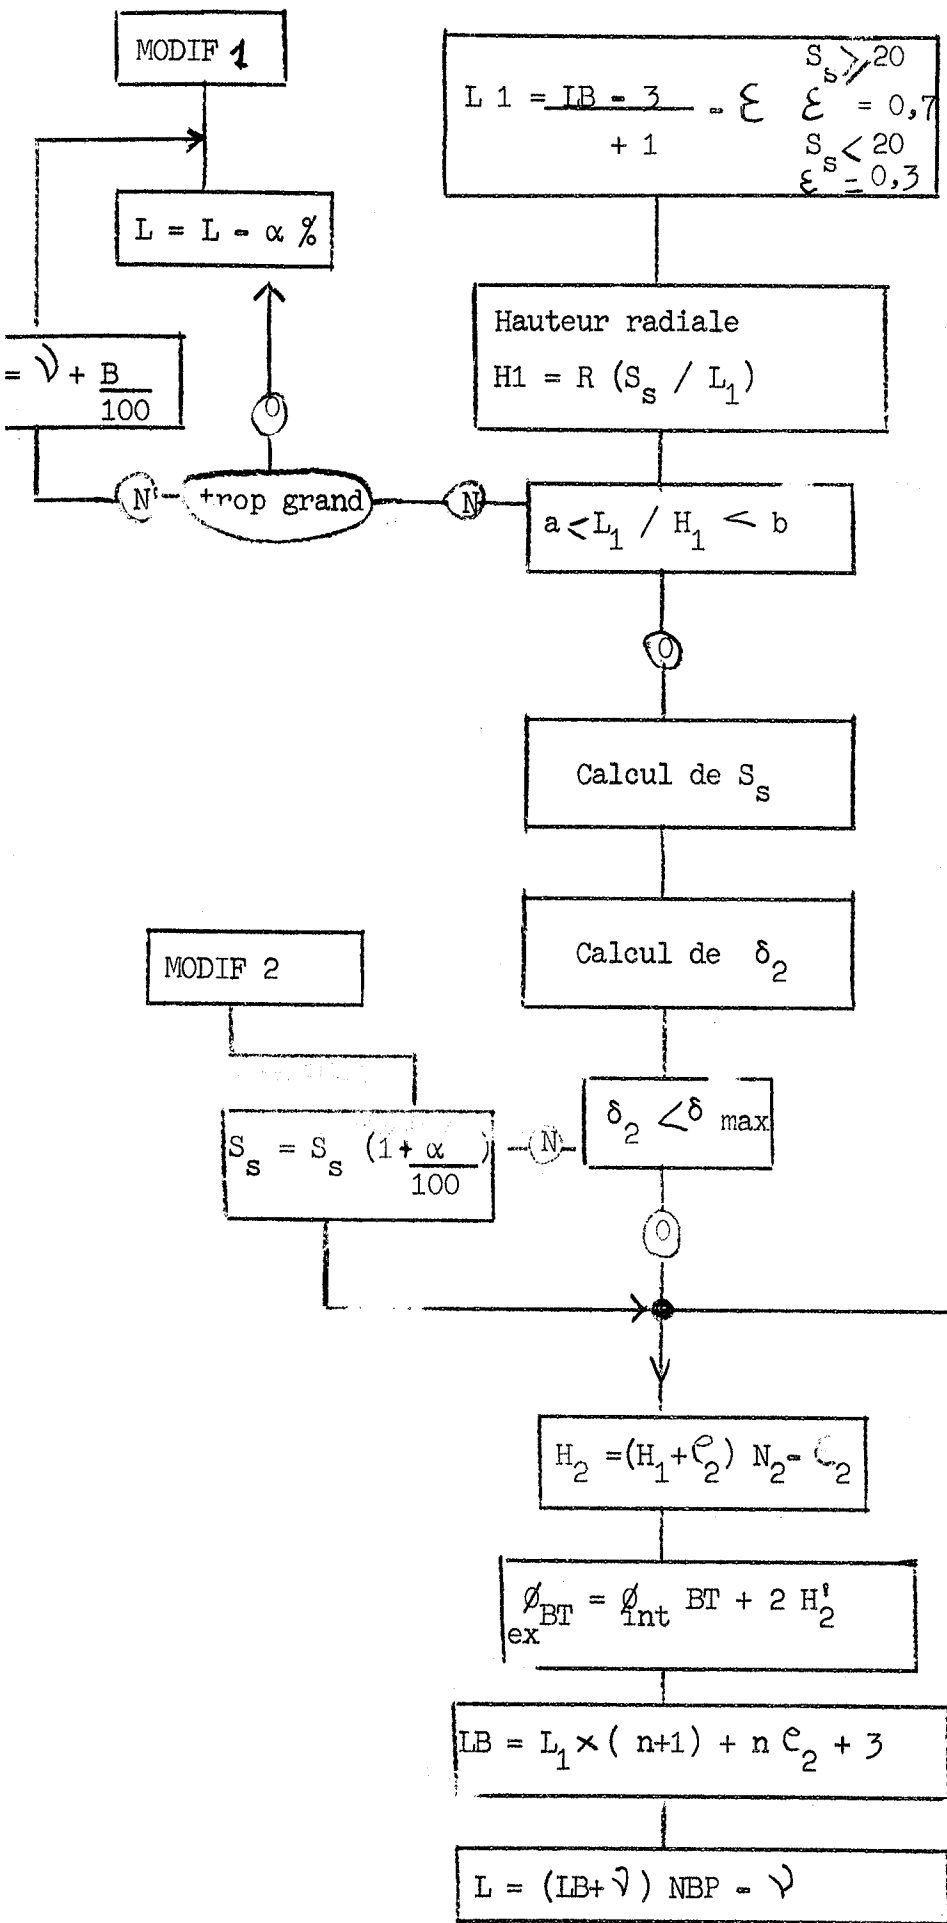 MODIF 1
L 1 = LB - 3 / + 1 - ε
S_s ⩾ 20
ε = 0,7
S_s < 20
ε = 0,3
L = L - α %
Hauteur radiale
H1 = R (S_s / L_1)
= ν + B / 100
O
N
trop grand
N
a < L_1 / H_1 < b
O
Calcul de S_s
Calcul de δ_2
MODIF 2
δ_2 < δ max
N
S_s = S_s (1 + α / 100)
O
H_2 = (H_1 + e_2) N_2 - e_2
Ø_ex BT = Ø_int BT + 2 H'_2
LB = L_1 × ( n+1) + n e_2 + 3
L = (LB + ν) NBP - ν